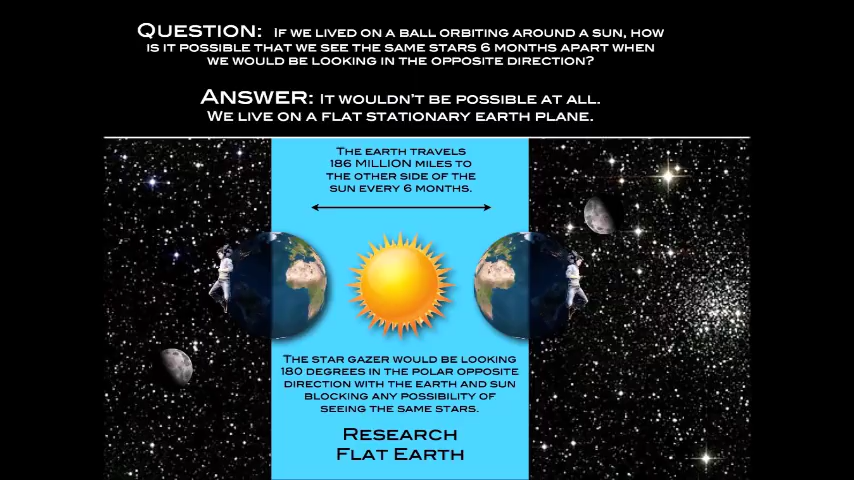 QUESTION: IF WE LIVED ON A BALL ORBITING AROUND A SUN, HOW
IS IT POSSIBLE THAT WE SEE THE SAME STARS 6 MONTHS APART WHEN
WE WOULD BE LOOKING IN THE OPPOSITE DIRECTION?
ANSWER: IT WOULDN'T BE POSSIBLE AT ALL.
WE LIVE ON A FLAT STATIONARY EARTH PLANE.
THE EARTH TRAVELS
186 MILLION MILES TO
THE OTHER SIDE OF THE
SUN EVERY 6 MONTHS.
THE STAR GAZER WOULD BE LOOKING
180 DEGREES IN THE POLAR OPPOSITE
DIRECTION WITH THE EARTH AND SUN
BLOCKING ANY POSSIBILITY OF
SEEING THE SAME STARS.
RESEARCH
FLAT EARTH